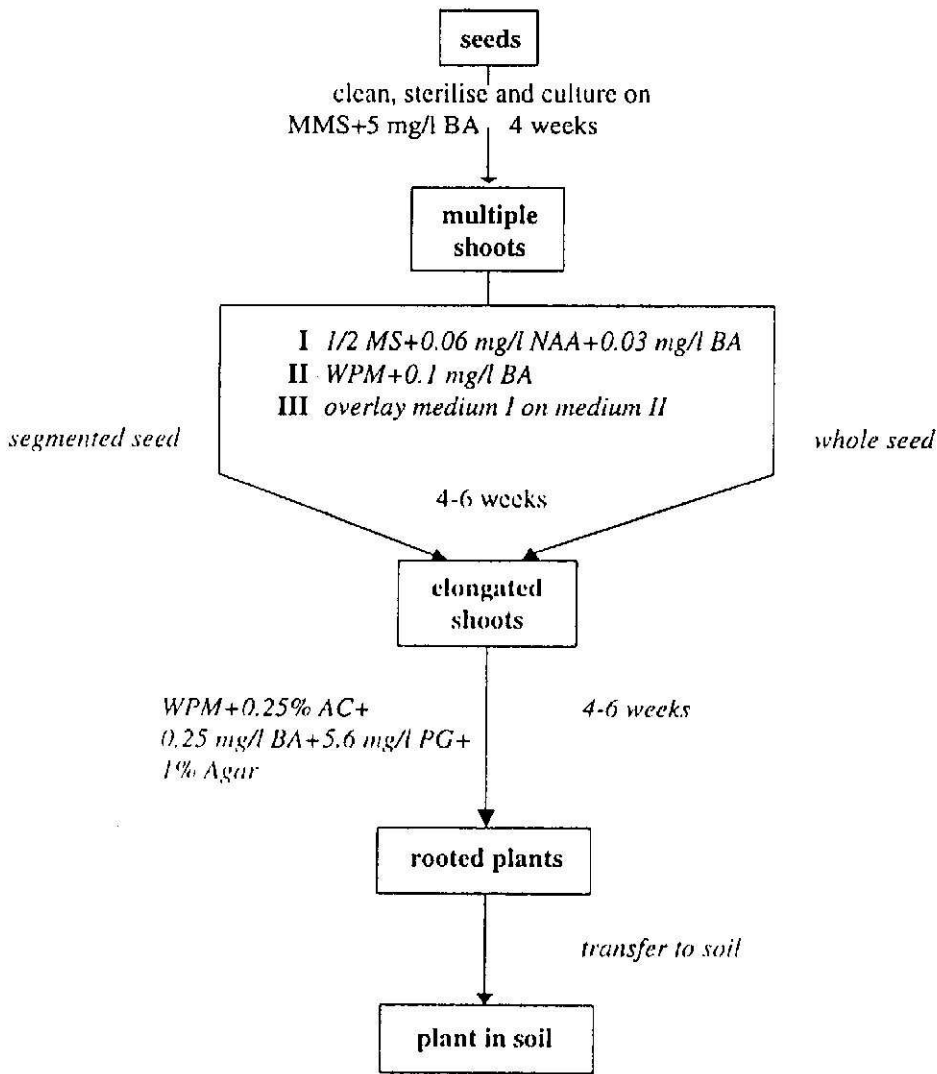 seeds
clean, sterilise and culture on
MMS+5 mg/l BA 4 weeks
multiple
shoots
I 1/2 MS+0.06 mg/l NAA+0.03 mg/l BA
II WPM+0.1 mg/l BA
III overlay medium I on medium II
segmented seed
whole seed
4-6 weeks
elongated
shoots
WPM+0.25% AC+
0.25 mg/l BA+5.6 mg/l PG+
1% Agar
4-6 weeks
rooted plants
transfer to soil
plant in soil